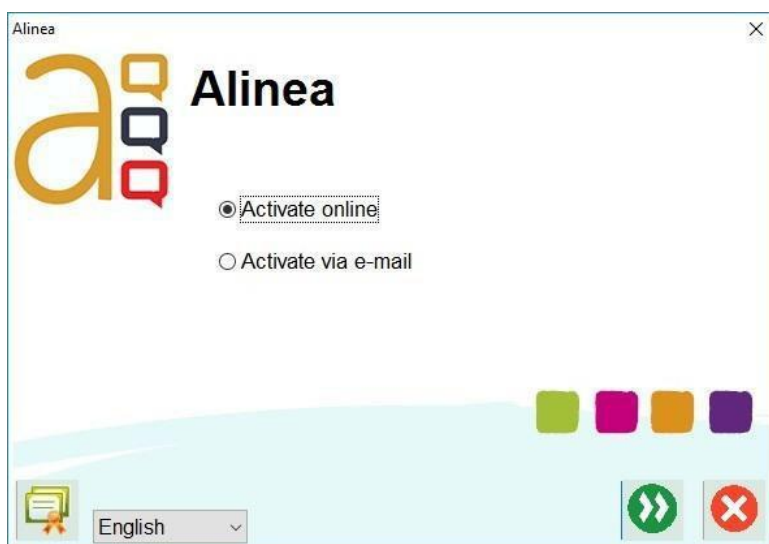 Alinea
Alinea
Activate online
Activate via e-mail
English